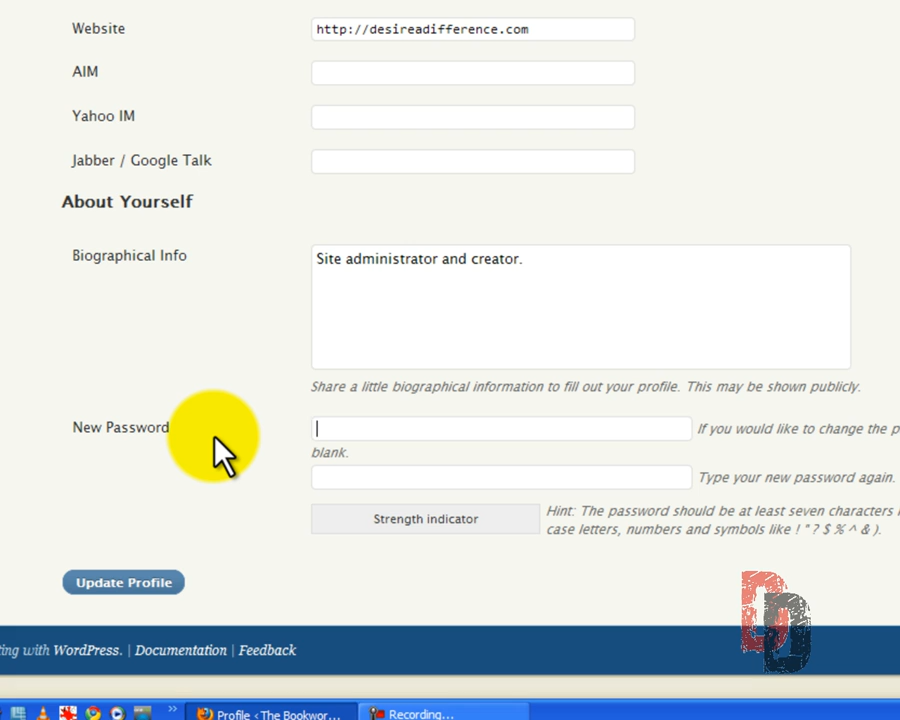 Website
http://desireadifference.com
AIM
Yahoo IM
Jabber / Google Talk
About Yourself
Biographical Info
Site administrator and creator.
Share a little biographical information to fill out your profile. This may be shown publicly.
New Password
If you would like to change the
blank.
Type your new password again.
Strength indicator
Hint: The password should be at least seven characters
case letters, numbers and symbols like ! " ? $ % ^ & ).
Update Profile
with WordPress. | Documentation | Feedback
Profile < The Bookwor...
Recording...